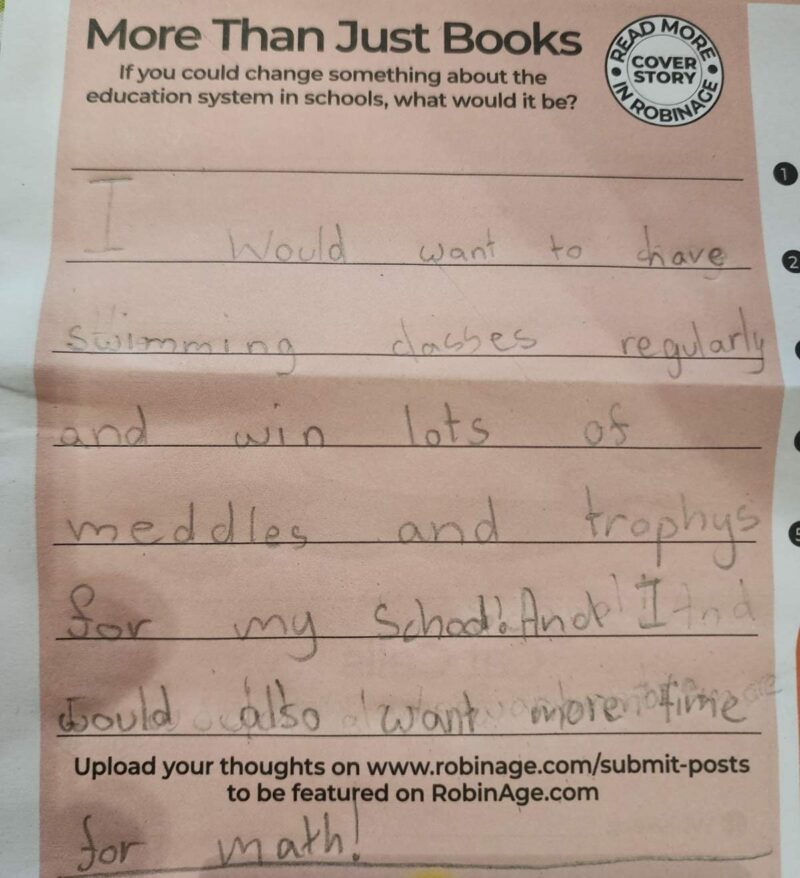 More Than Just Books
If you could change something about the
education system in schools, what would it be?
READ MORE
COVER
STORY
IN ROBINAGE
1
I would want to have
2
swimming classes regularly
and win lots of
meddles and trophys
5
for my School! And I
would also want more time
Upload your thoughts on www.robinage.com/submit-posts
to be featured on RobinAge.com
for math!